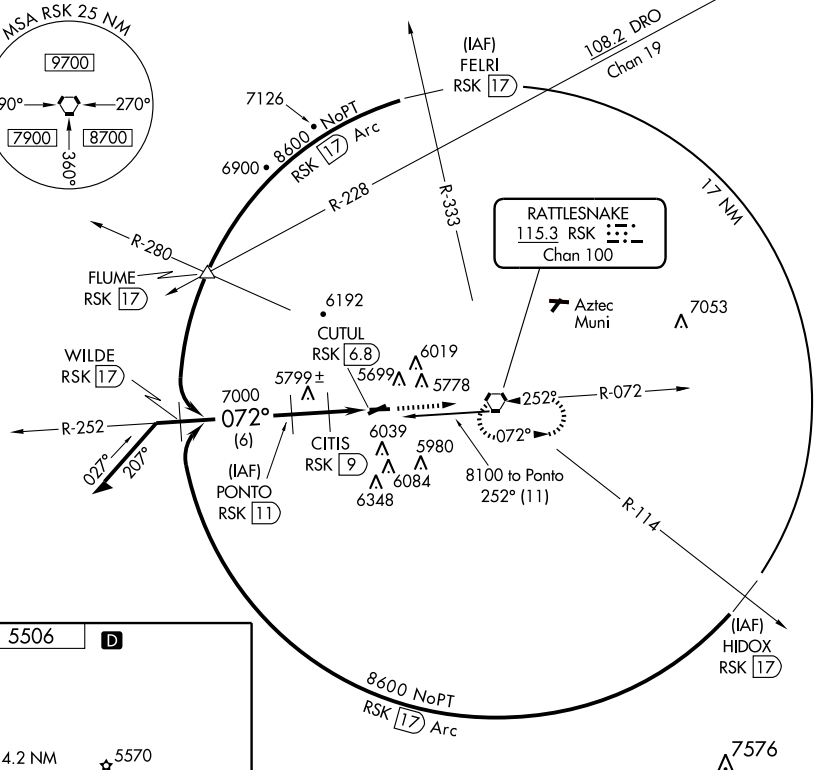 MSA RSK 25 NM
9700
90°
270°
7900
8700
360°
108.2 DRO
Chan 19
(IAF)
FELRI
RSK 17
7126
8600 NoPT
RSK 17 Arc
6900
R-228
R-333
17 NM
R-280
FLUME
RSK 17
RATTLESNAKE
115.3 RSK
Chan 100
Aztec
Muni
7053
6192
CUTUL
RSK 6.8
6019
5699
5778
5799±
WILDE
RSK 17
7000
072°
(6)
252°
R-072
R-252
072°
027°
207°
(IAF)
PONTO
RSK 11
CITIS
RSK 9
6039
5980
6084
6348
8100 to Ponto
252° (11)
R-114
(IAF)
HIDOX
RSK 17
8600 NoPT
RSK 17 Arc
5506
D
4.2 NM
5570
7576